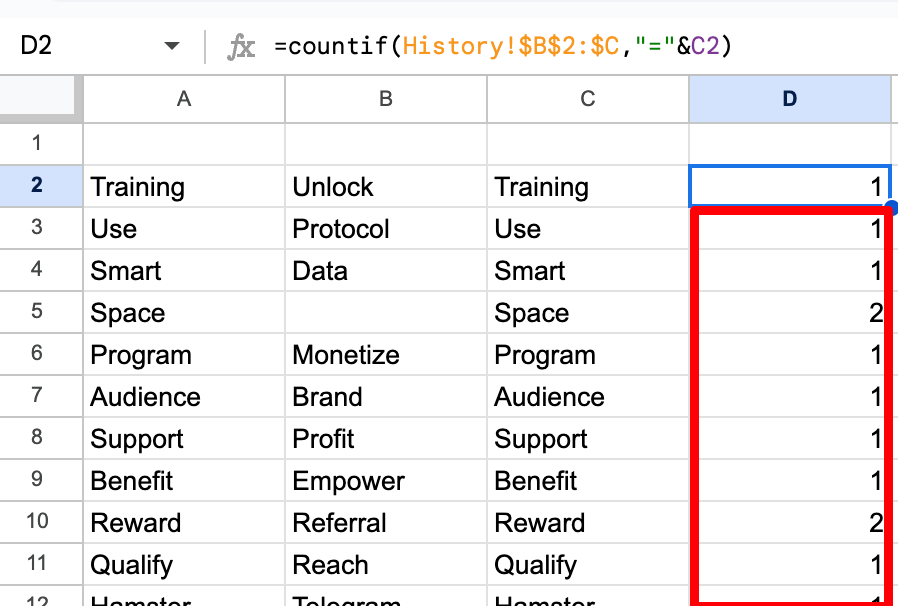 D2 fx =countif(History!$B$2:$C,"="&C2)
A B C D
1
2 Training Unlock Training 1
3 Use Protocol Use 1
4 Smart Data Smart 1
5 Space Space 2
6 Program Monetize Program 1
7 Audience Brand Audience 1
8 Support Profit Support 1
9 Benefit Empower Benefit 1
10 Reward Referral Reward 2
11 Qualify Reach Qualify 1
12 Hamster Telegram Hamster 1